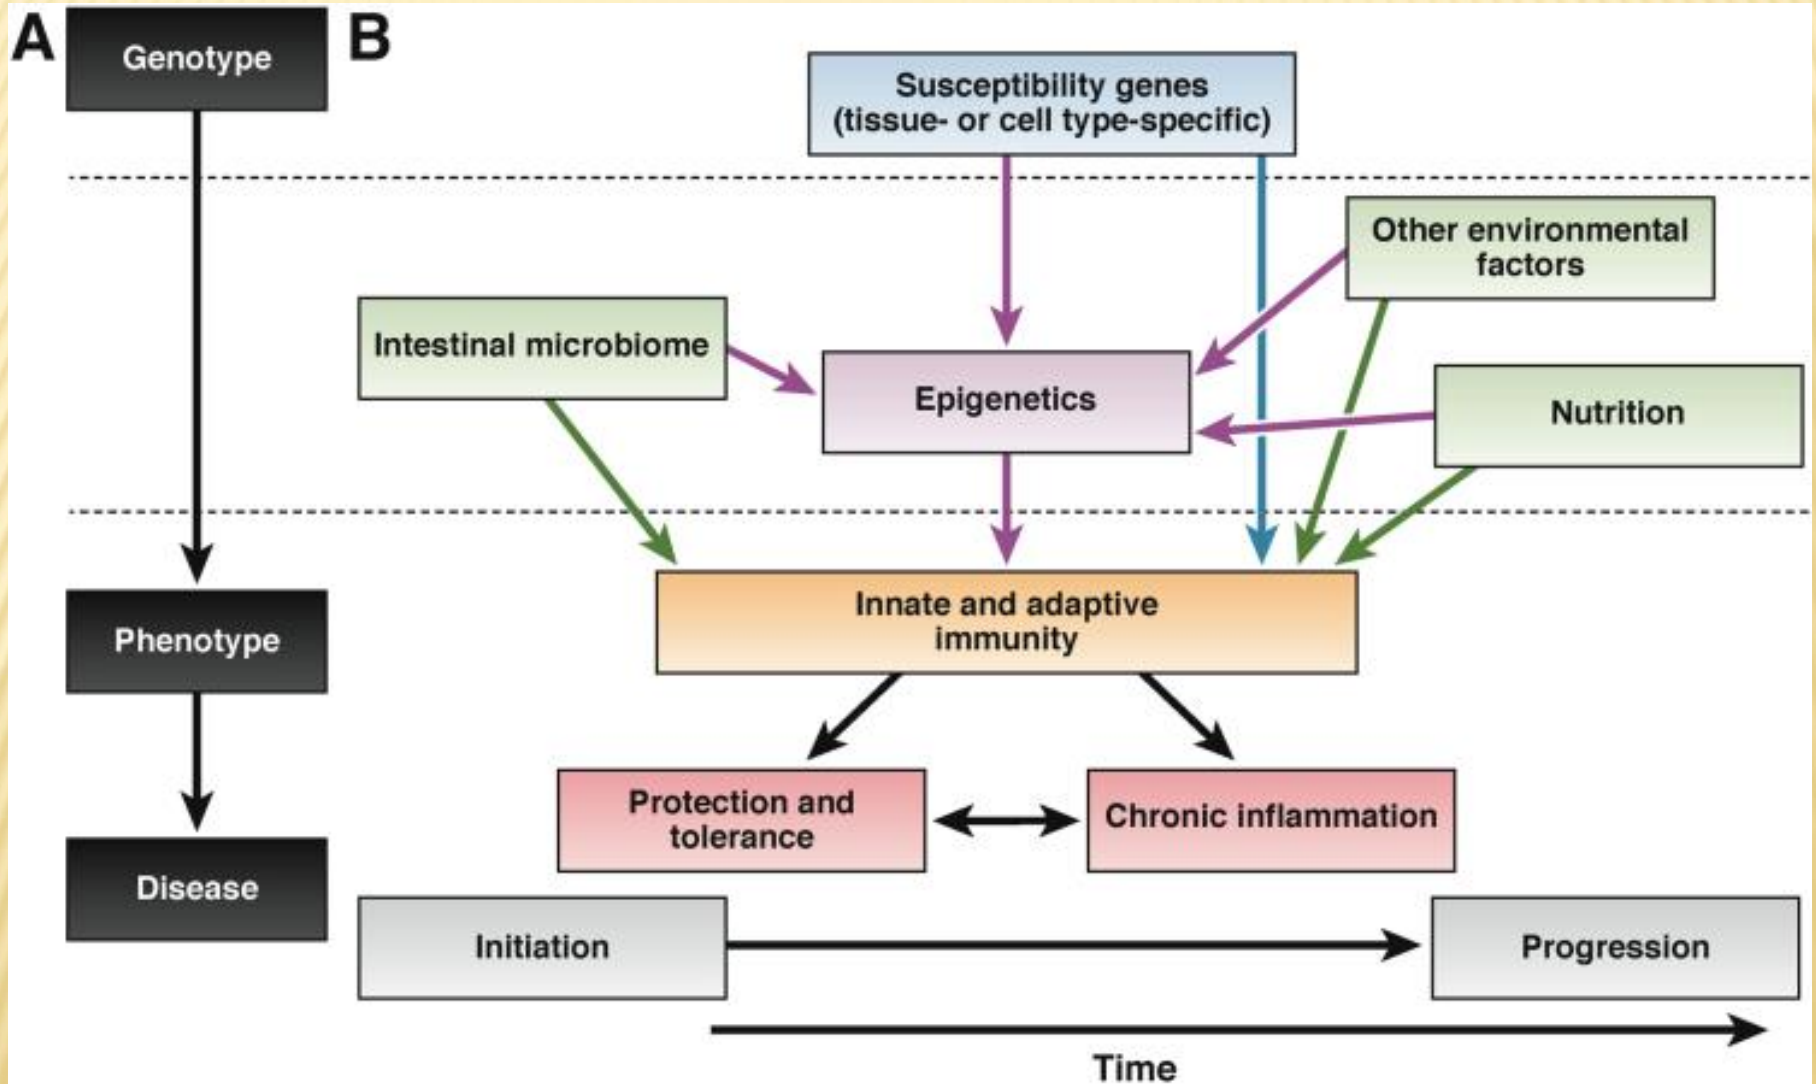 A
Genotype
Phenotype
Disease
B
Susceptibility genes
(tissue- or cell type-specific)
Other environmental
factors
Intestinal microbiome
Epigenetics
Nutrition
Innate and adaptive
immunity
Protection and
tolerance
Chronic inflammation
Initiation
Progression
Time